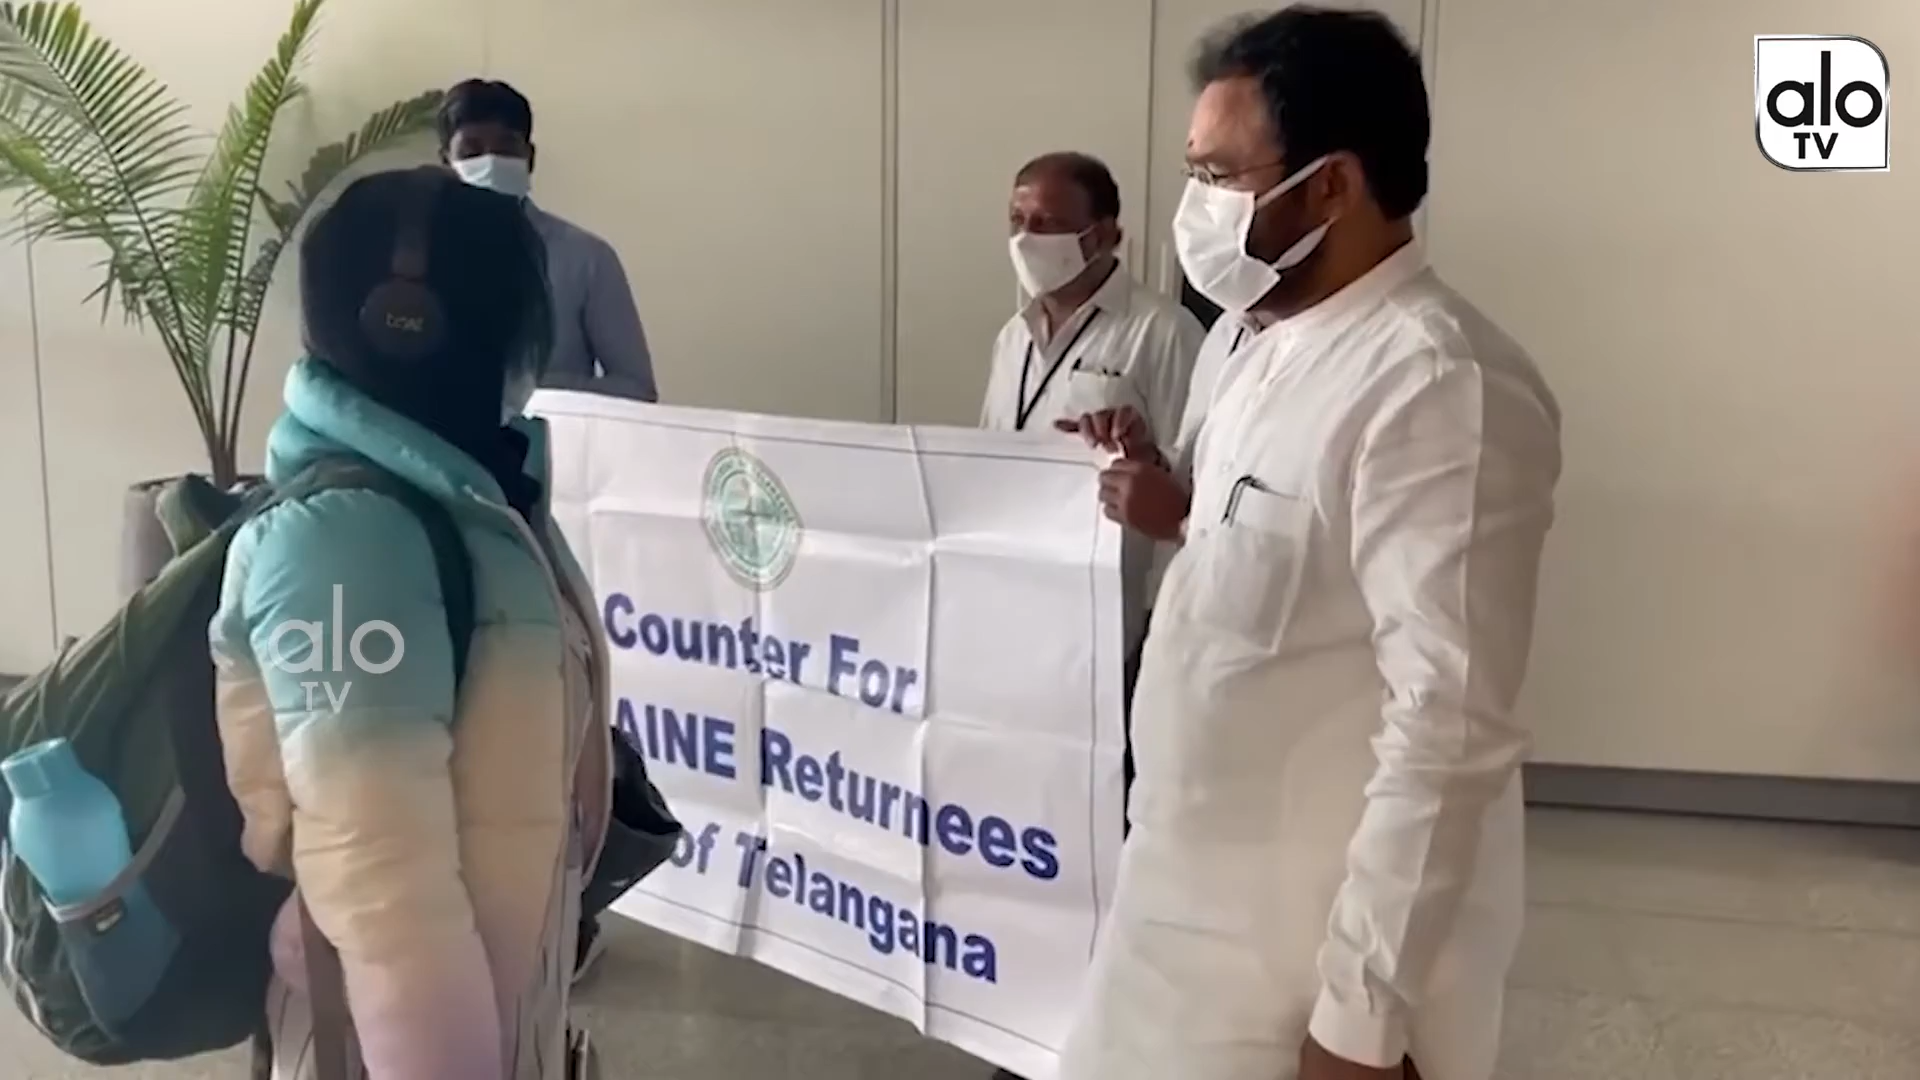 alo
TV
boat
Counter For
AINE Returnees
of Telangana
alo
TV